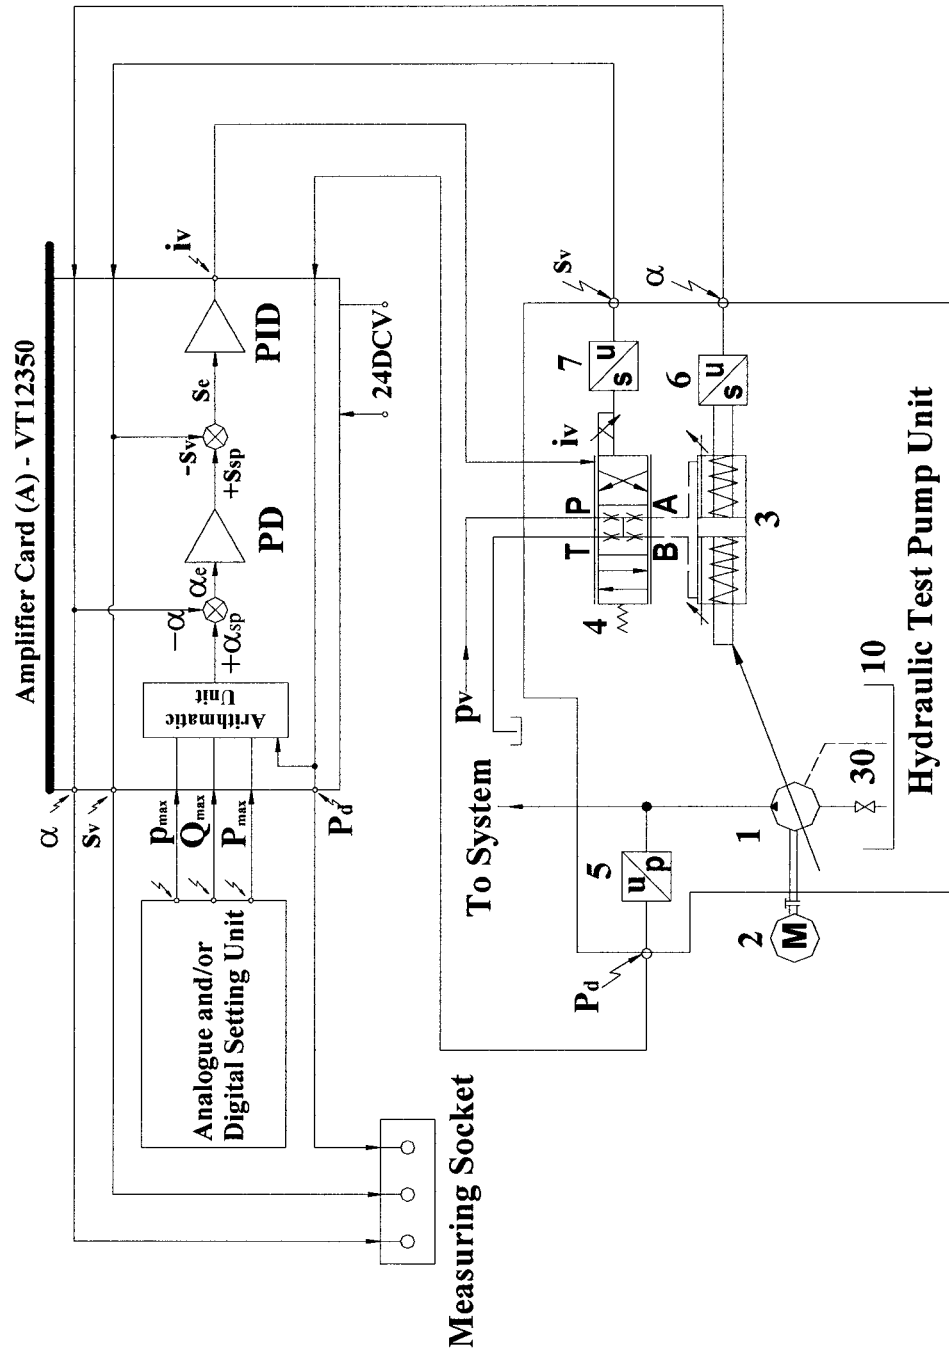 Amplifier Card (A) - VT12350
α
Sv
Pmax
Qmax
Pmax
Pd
Arithmatic
Unit
-α
+αsp
αe
PD
-Sv
+Ssp
Se
PID
iv
24DCV
Analogue and/or
Digital Setting Unit
Measuring Socket
To System
pv
4
T
P
B
A
iv
7
u
s
Sv
6
u
s
α
3
5
u
p
Pd
1
2
M
30
10
Hydraulic Test Pump Unit